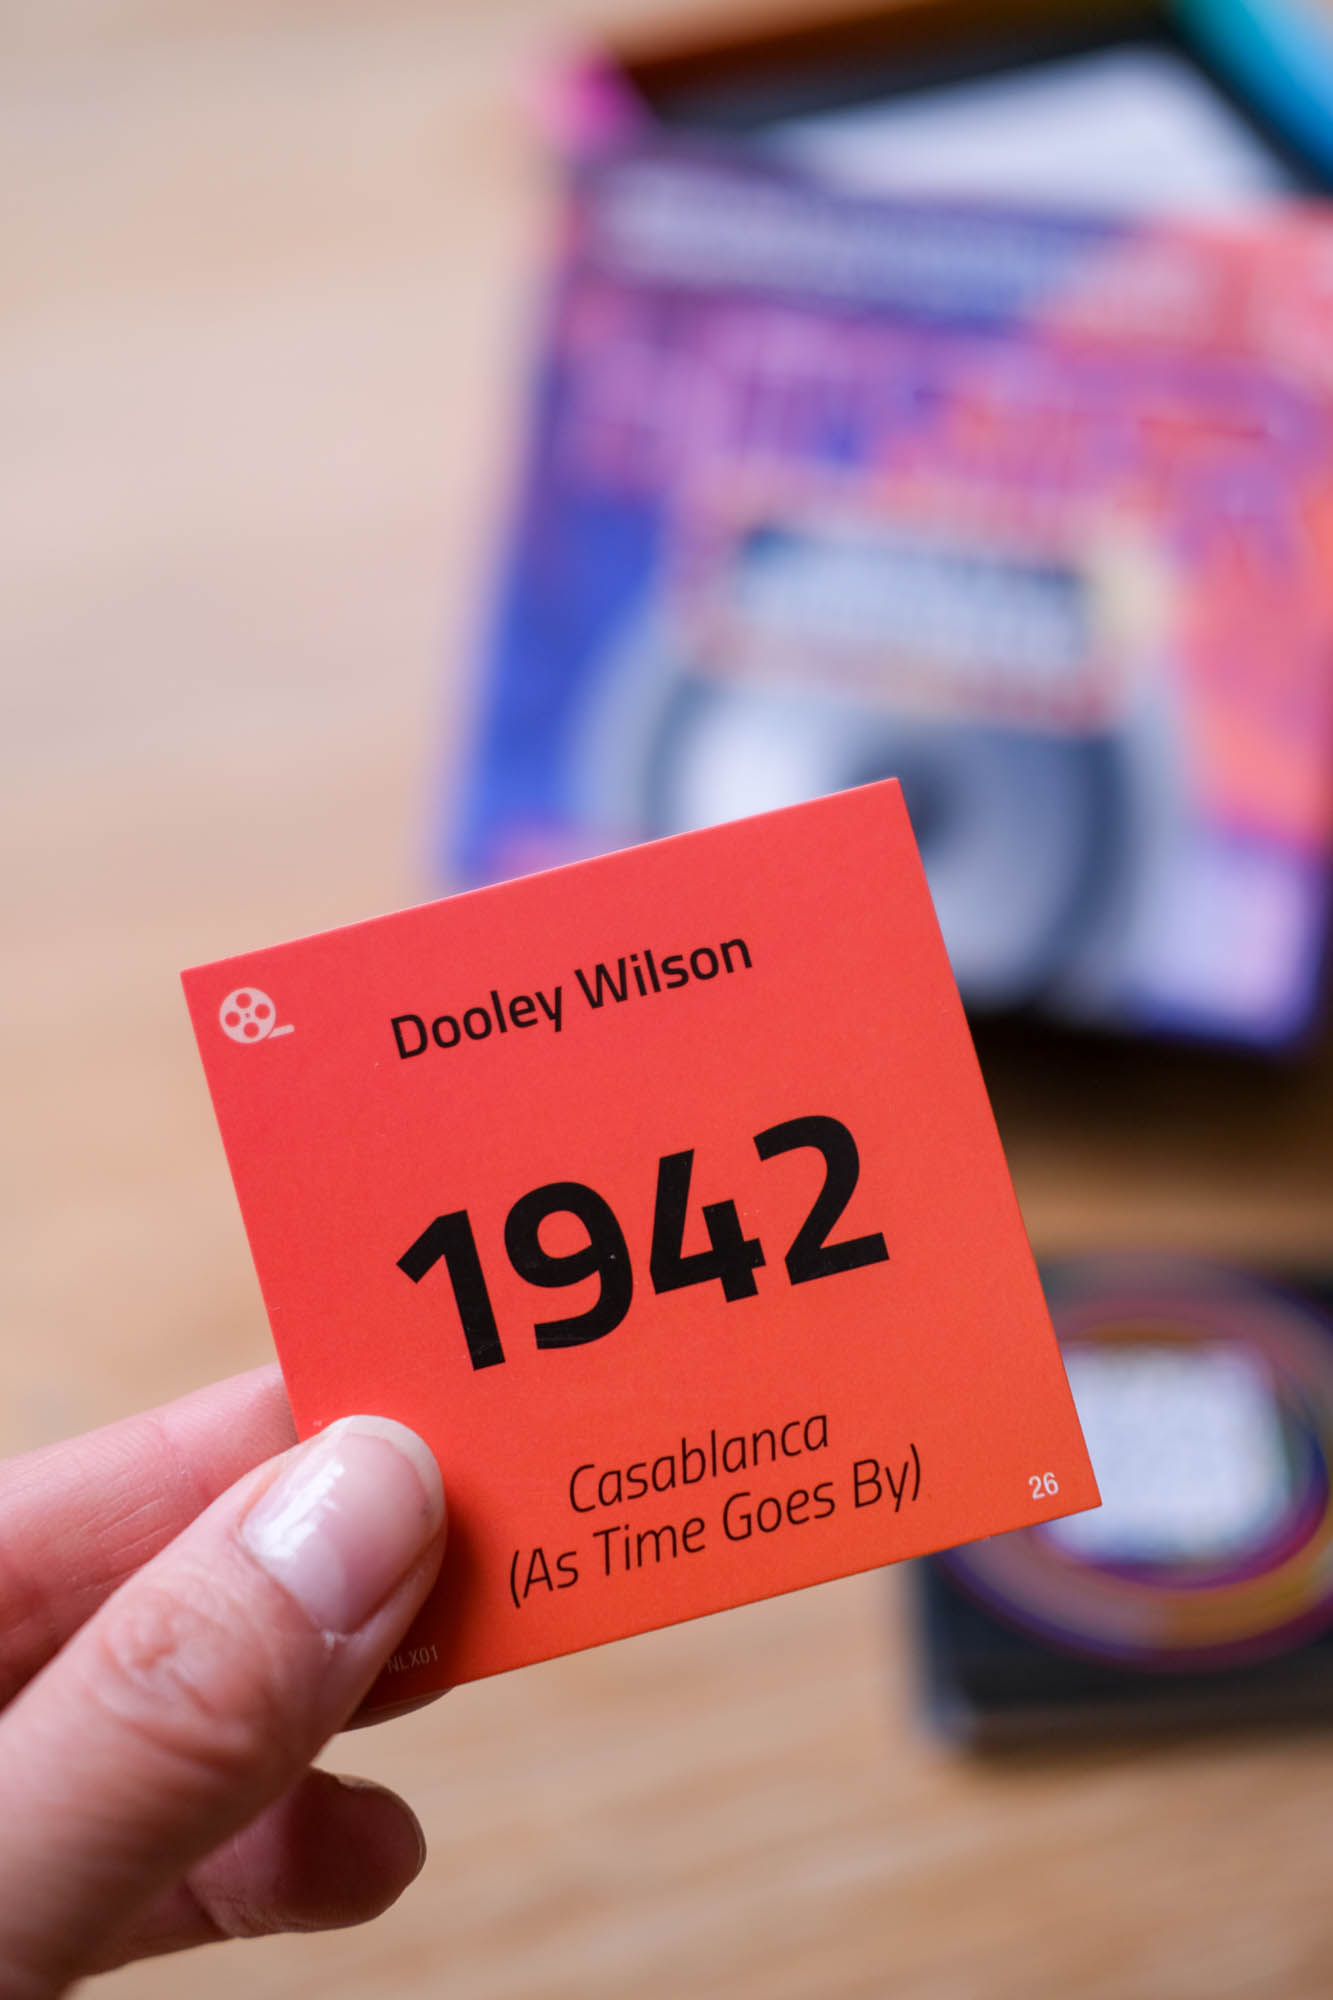 Dooley Wilson
1942
Casablanca
(As Time Goes By)
26
NLX01